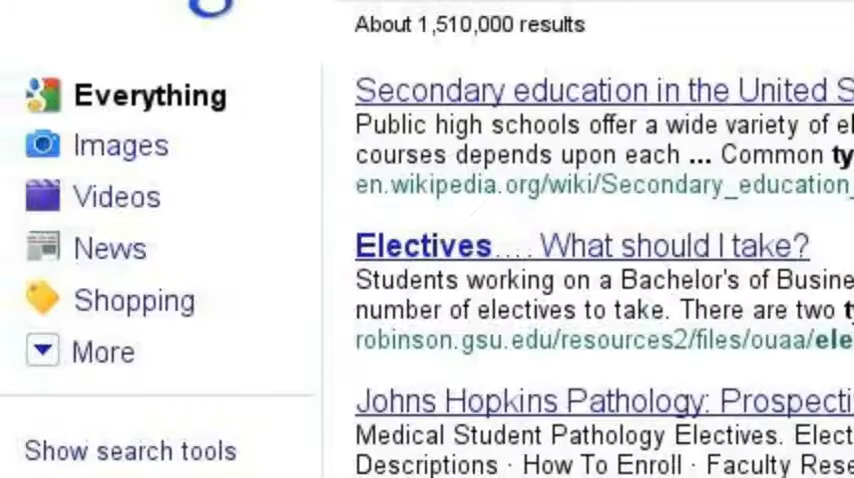 About 1,510,000 results
Everything
Images
Videos
News
Shopping
More
Show search tools
Secondary education in the United S
Public high schools offer a wide variety of el
courses depends upon each ... Common ty
en.wikipedia.org/wiki/Secondary_education_
Electives.... What should I take?
Students working on a Bachelor's of Busine
number of electives to take. There are two t
robinson.gsu.edu/resources2/files/ouaa/ele
Johns Hopkins Pathology: Prospecti
Medical Student Pathology Electives. Elect
Descriptions · How To Enroll · Faculty Rese